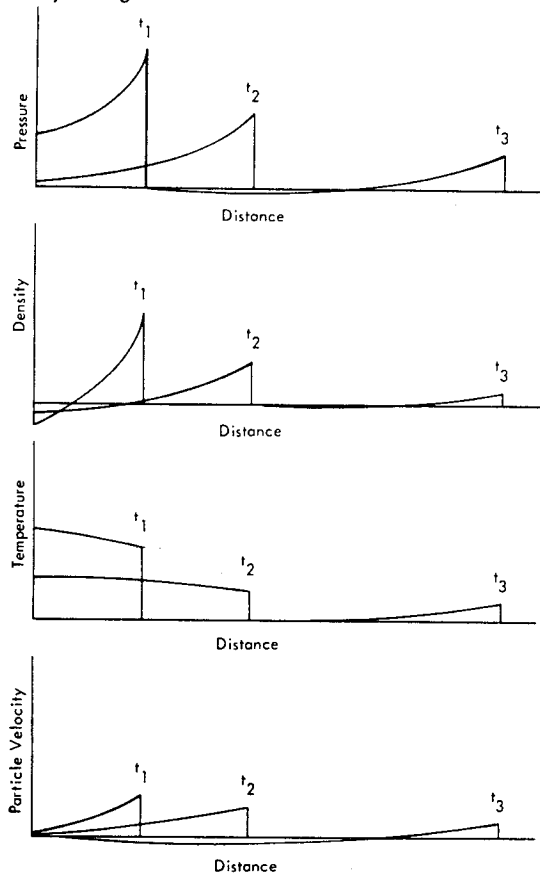 t1
t2
t3
Pressure
Distance
t1
t2
t3
Density
Distance
t1
t2
t3
Temperature
Distance
t1
t2
t3
Particle Velocity
Distance